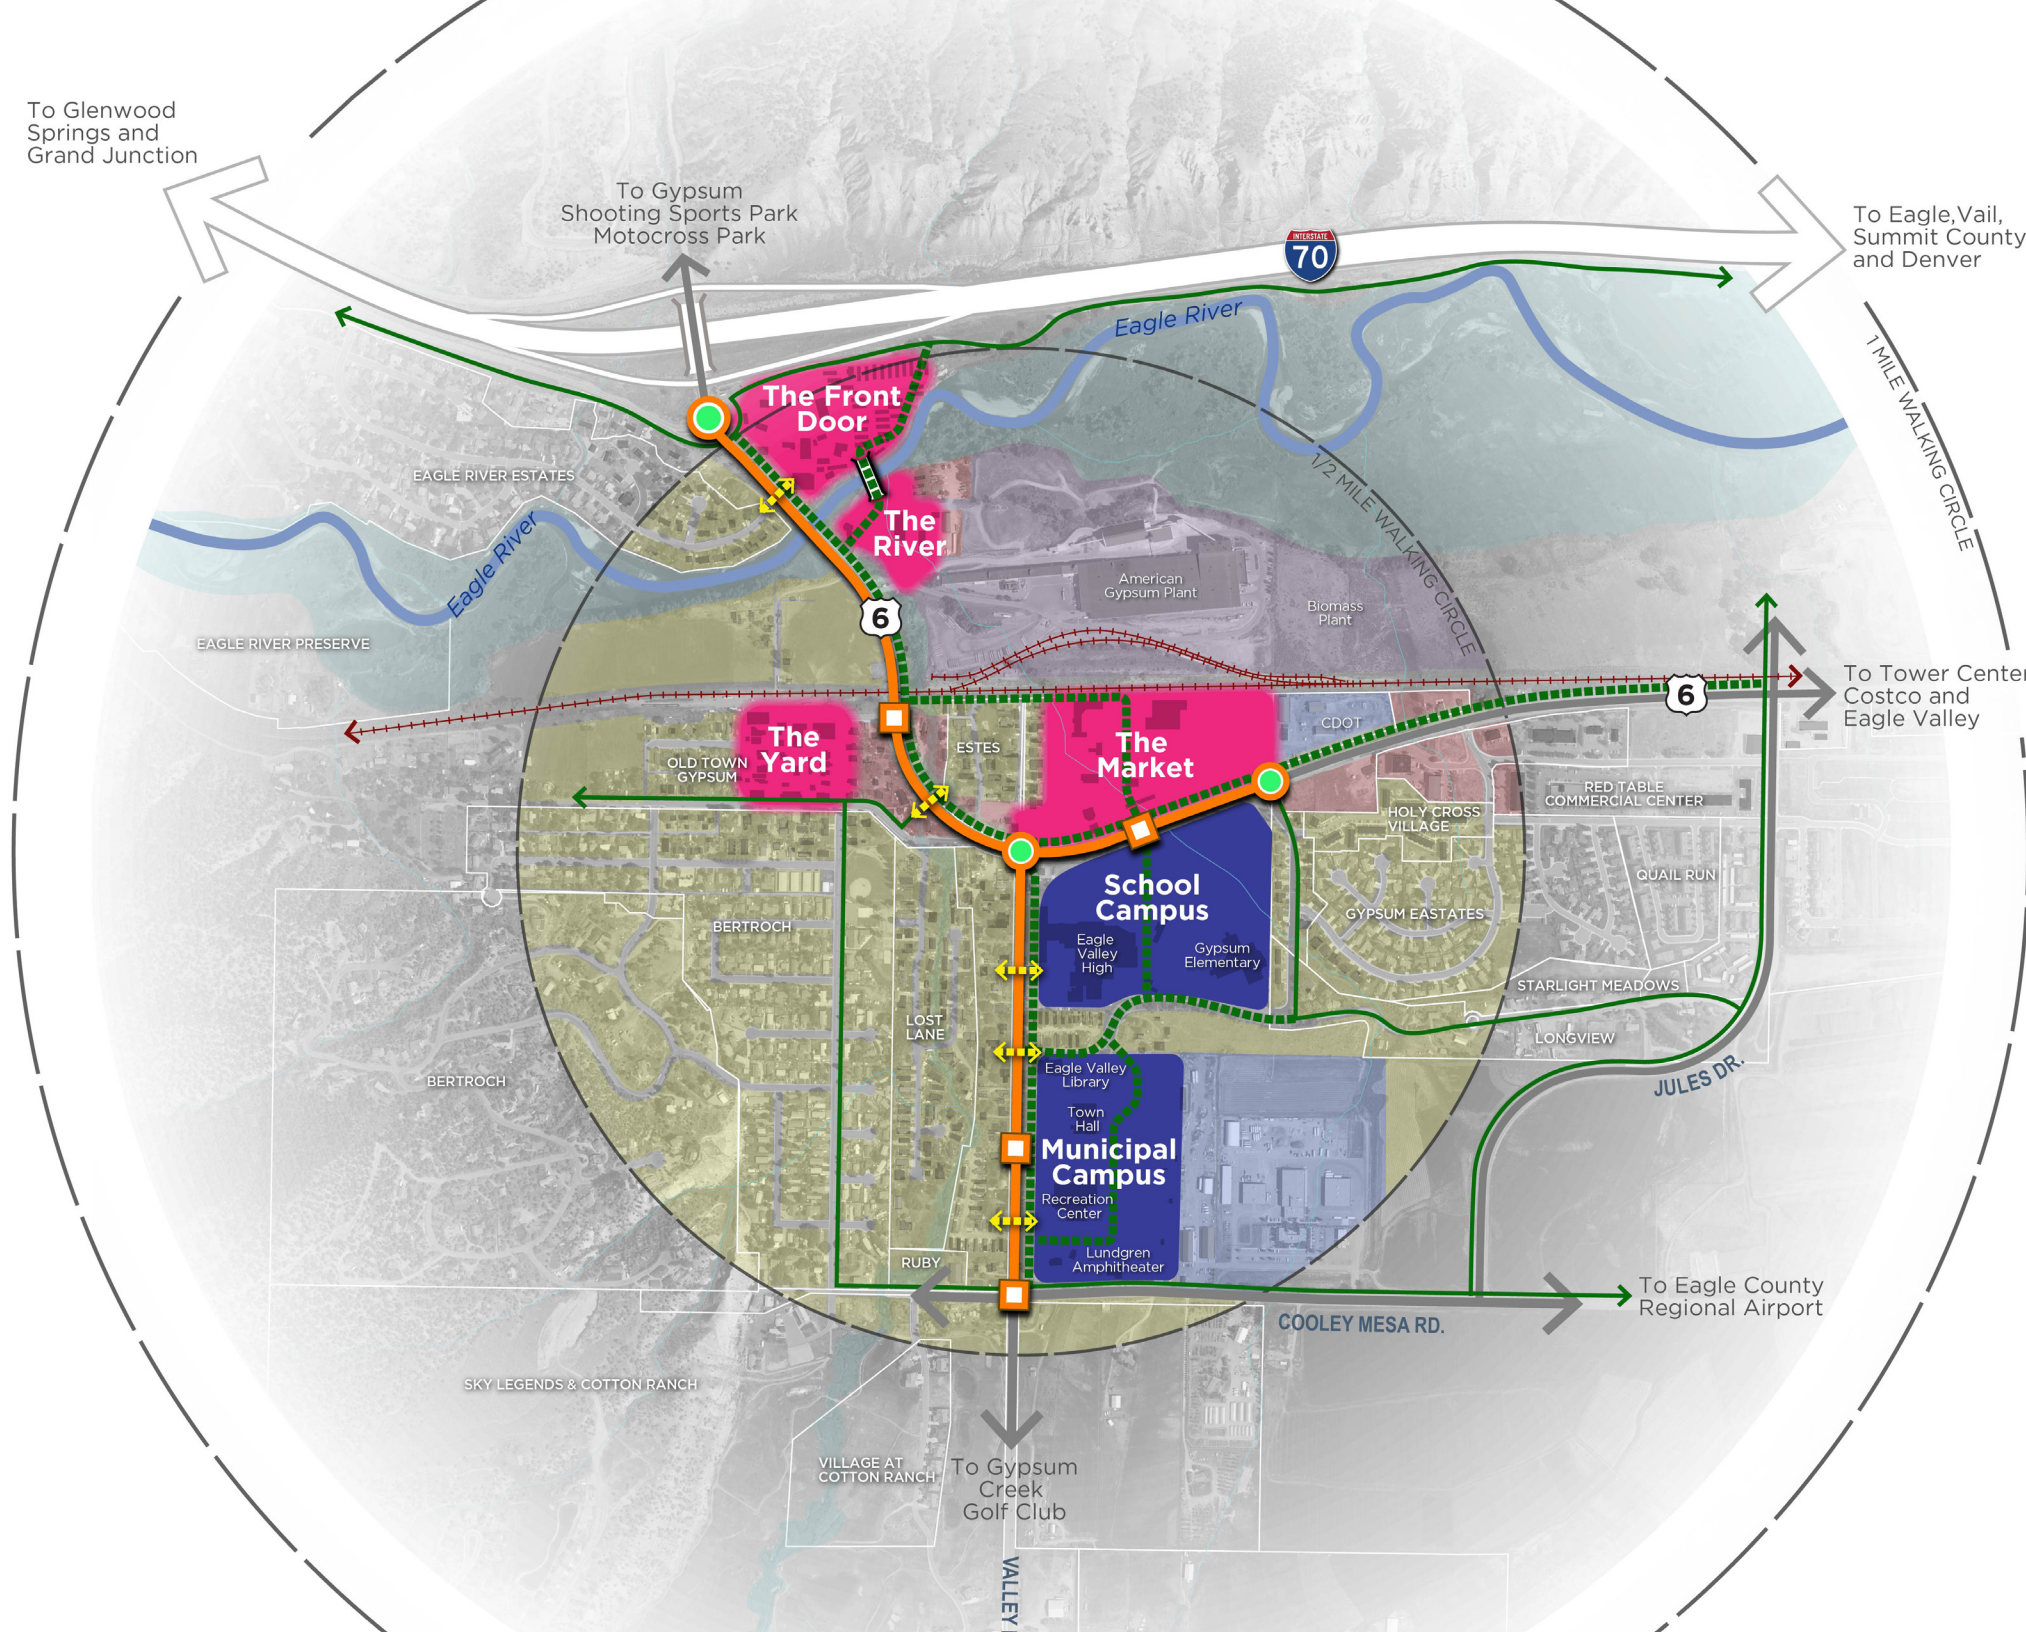 To Glenwood
Springs and
Grand Junction
To Gypsum
Shooting Sports Park
Motocross Park
INTERSTATE
70
To Eagle,Vail,
Summit County
and Denver
Eagle River
1 MILE WALKING CIRCLE
The Front
Door
1/2 MILE WALKING CIRCLE
EAGLE RIVER ESTATES
Eagle River
The
River
American
Gypsum Plant
Biomass
Plant
6
EAGLE RIVER PRESERVE
To Tower Center
Costco and
Eagle Valley
6
CDOT
The
Yard
OLD TOWN
GYPSUM
ESTES
The
Market
RED TABLE
COMMERCIAL CENTER
HOLY CROSS
VILLAGE
QUAIL RUN
School
Campus
GYPSUM EASTATES
BERTROCH
Eagle
Valley
High
Gypsum
Elementary
STARLIGHT MEADOWS
LOST
LANE
LONGVIEW
BERTROCH
Eagle Valley
Library
JULES DR.
Town
Hall
Municipal
Campus
Recreation
Center
RUBY
Lundgren
Amphitheater
To Eagle County
Regional Airport
COOLEY MESA RD.
SKY LEGENDS & COTTON RANCH
VILLAGE AT
COTTON RANCH
To Gypsum
Creek
Golf Club
VALLEY